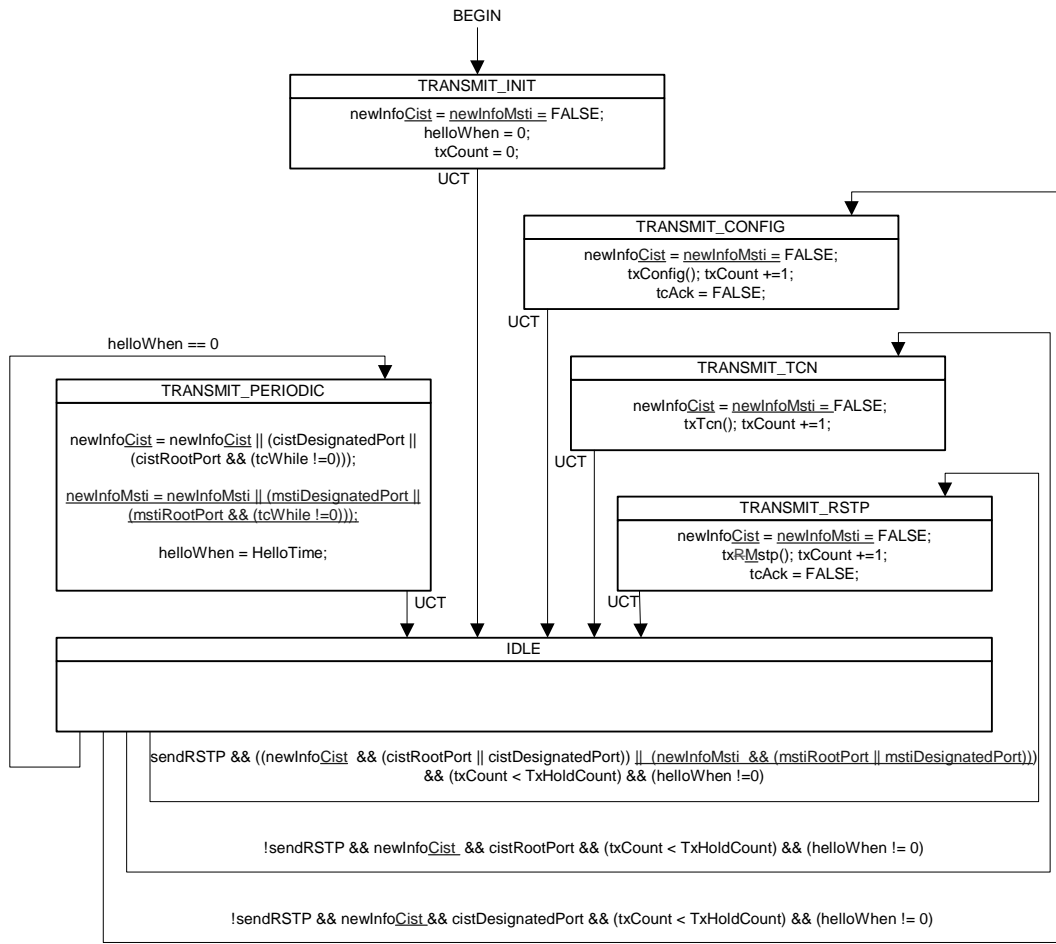 BEGIN
TRANSMIT_INIT
newInfoCist = newInfoMsti = FALSE;
helloWhen = 0;
txCount = 0;
UCT
TRANSMIT_CONFIG
newInfoCist = newInfoMsti = FALSE;
txConfig(); txCount +=1;
tcAck = FALSE;
UCT
helloWhen == 0
TRANSMIT_TCN
newInfoCist = newInfoMsti = FALSE;
txTcn(); txCount +=1;
UCT
TRANSMIT_PERIODIC
newInfoCist = newInfoCist || (cistDesignatedPort ||
(cistRootPort && (tcWhile !=0)));
newInfoMsti = newInfoMsti || (mstiDesignatedPort ||
(mstiRootPort && (tcWhile !=0)));
helloWhen = HelloTime;
UCT
TRANSMIT_RSTP
newInfoCist = newInfoMsti = FALSE;
txRMstp(); txCount +=1;
tcAck = FALSE;
UCT
IDLE
sendRSTP && ((newInfoCist && (cistRootPort || cistDesignatedPort)) || (newInfoMsti && (mstiRootPort || mstiDesignatedPort)))
&& (txCount < TxHoldCount) && (helloWhen !=0)
!sendRSTP && newInfoCist && cistRootPort && (txCount < TxHoldCount) && (helloWhen != 0)
!sendRSTP && newInfoCist && cistDesignatedPort && (txCount < TxHoldCount) && (helloWhen != 0)